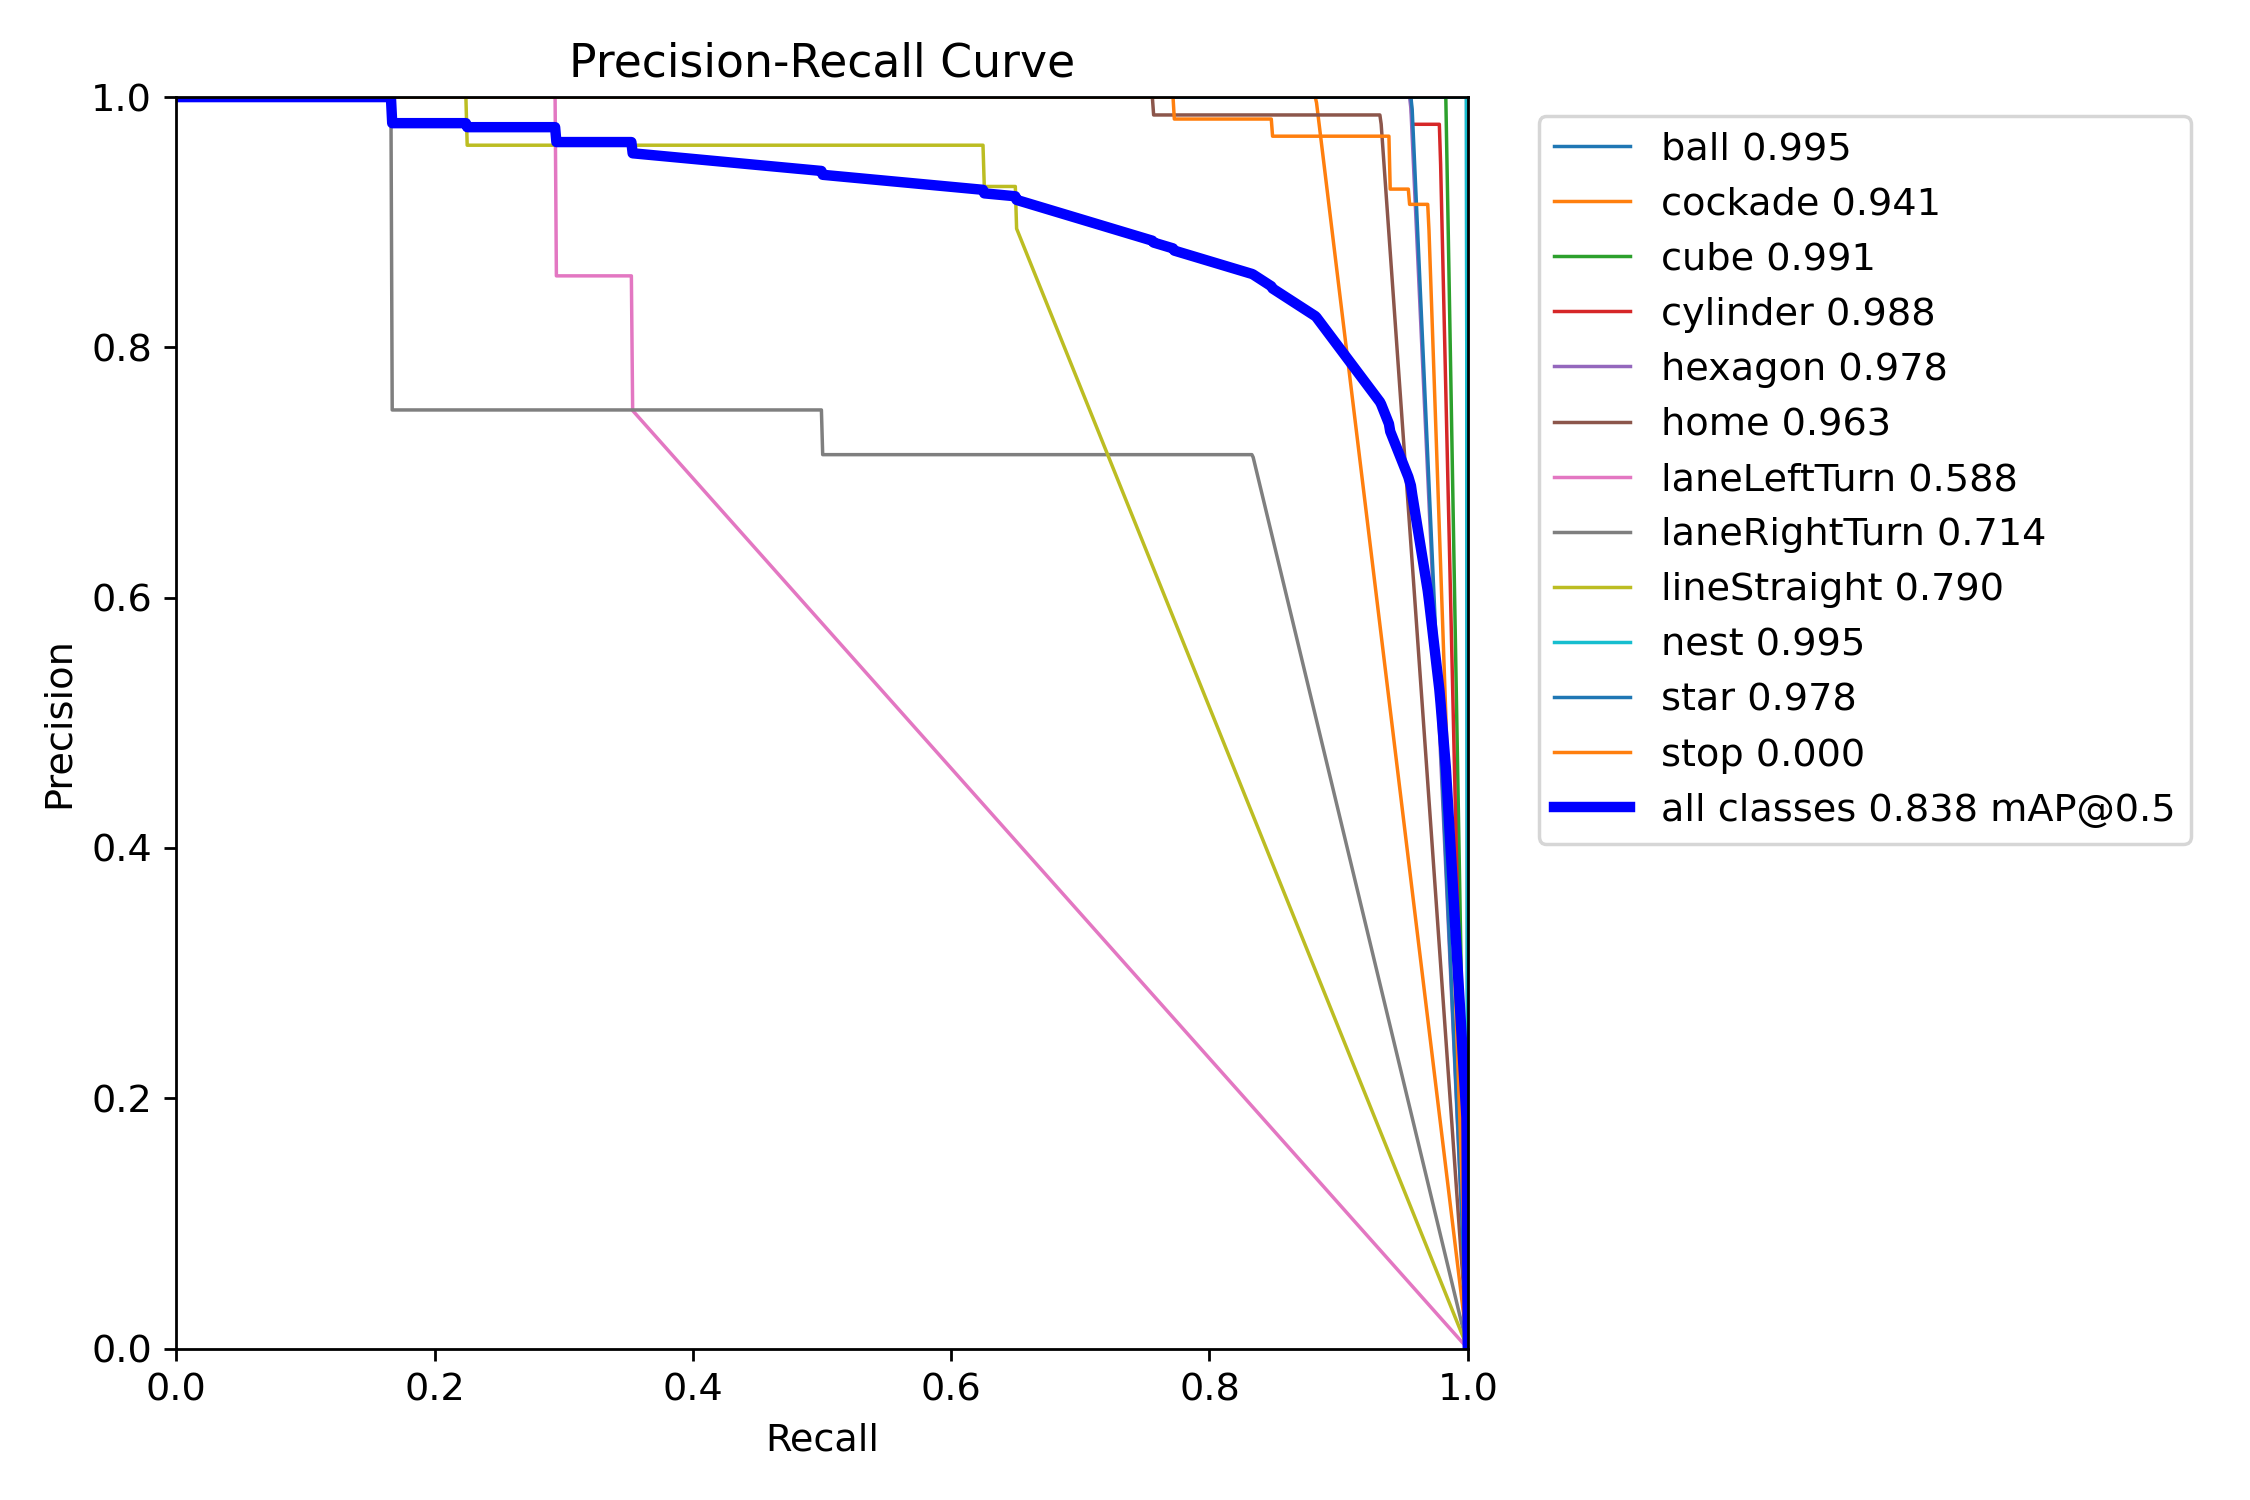 Precision-Recall Curve
1.0
0.8
0.6
0.4
0.2
0.0
Precision
0.0 0.2 0.4 0.6 0.8 1.0
Recall
ball 0.995
cockade 0.941
cube 0.991
cylinder 0.988
hexagon 0.978
home 0.963
laneLeftTurn 0.588
laneRightTurn 0.714
lineStraight 0.790
nest 0.995
star 0.978
stop 0.000
all classes 0.838 mAP@0.5